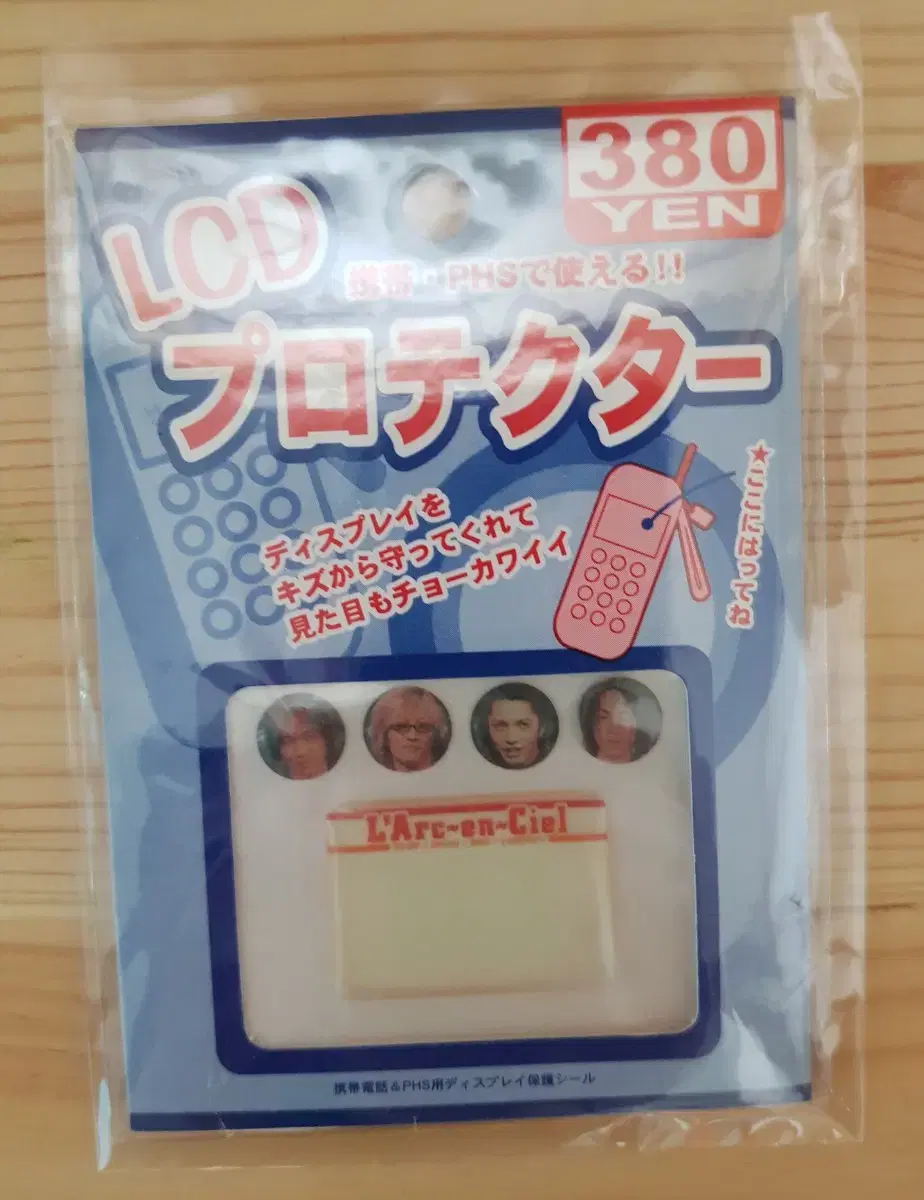 380
YEN
LCD
携帯・PHSで使える!!
プロテクター
★ここにはってね
ディスプレイを
キズから守ってくれて
見た目もチョーカワイイ
L'Arc~en~Ciel
携帯電話&PHS用ディスプレイ保護シール